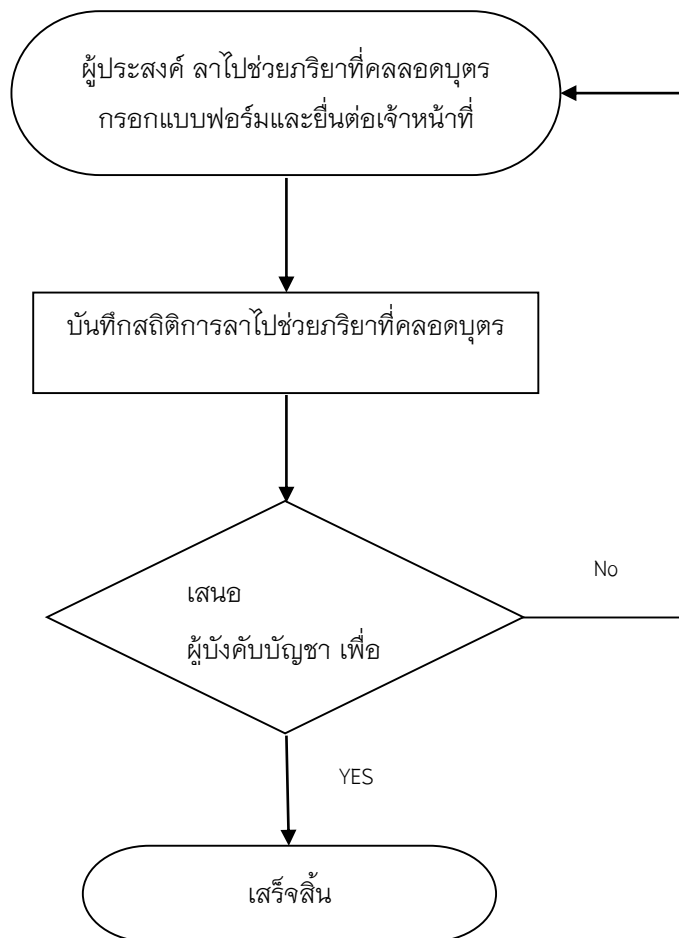 ผู้ประสงค์ ลาไปช่วยภริยาที่คลลอดบุตร
กรอกแบบฟอร์มและยื่นต่อเจ้าหน้าที่
บันทึกสถิติการลาไปช่วยภริยาที่คลอดบุตร
เสนอ
ผู้บังคับบัญชา เพื่อ
No
YES
เสร็จสิ้น